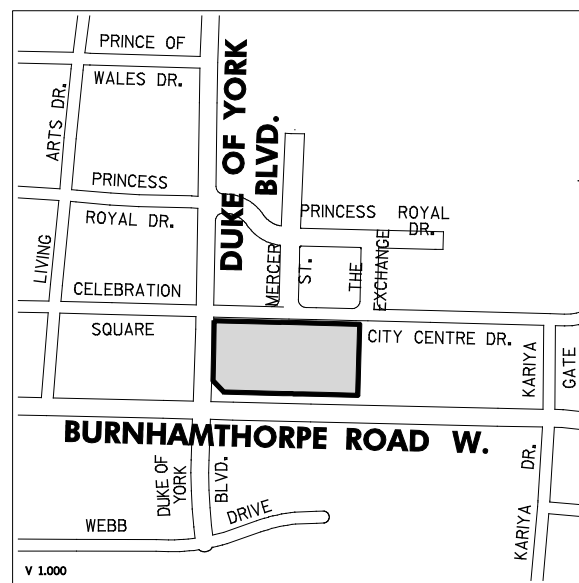 PRINCE OF
WALES DR.
ARTS DR.
DUKE OF YORK
BLVD.
PRINCESS
ROYAL DR.
PRINCESS ROYAL
DR.
LIVING
MERCER
ST.
THE
EXCHANGE
CELEBRATION
SQUARE
CITY CENTRE DR.
KARIYA
GATE
BURNHAMTHORPE ROAD W.
DUKE OF
YORK
BLVD.
KARIYA
DR.
WEBB
DRIVE
V 1.000